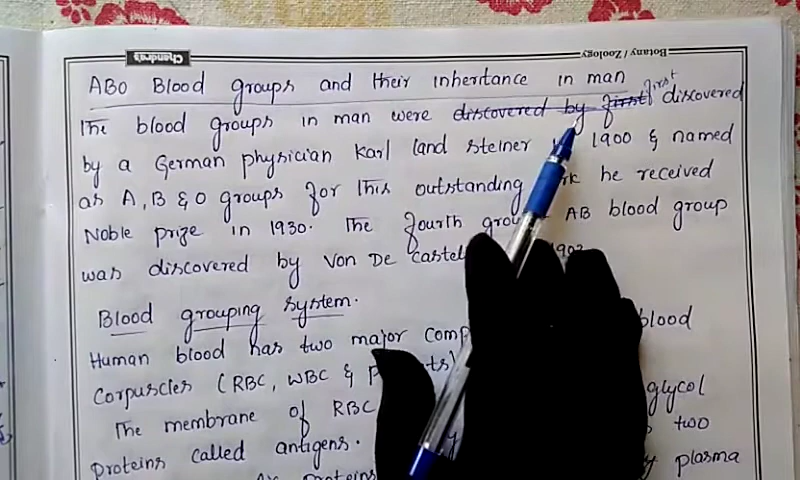 Chandra's
Botany / Zoology
ABO Blood groups and their inheritance in man
The blood groups in man were discovered by first first discovered
by a German physician Karl land steiner 1900 & named
as A, B & O groups for this outstanding he received
Noble prize in 1930. The fourth AB blood group
was discovered by Von De 1902
Blood grouping system.
Human blood has two major blood
Corpuscles (RBC, WBC &
The membrane of RBC glycol
proteins called antigens. two
plasma
proteins